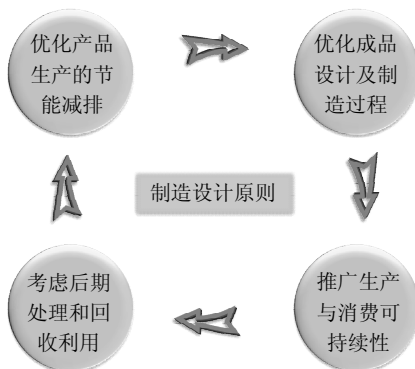 优化产品
生产的节
能减排
优化成品
设计及制
造过程
制造设计原则
考虑后期
处理和回
收利用
推广生产
与消费可
持续性